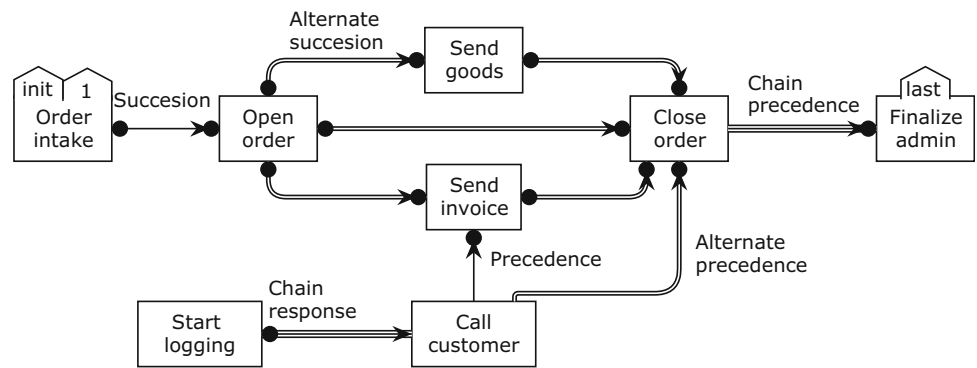 Alternate
succesion
Send
goods
init
1
Order
intake
Succesion
Open
order
Close
order
Chain
precedence
last
Finalize
admin
Send
invoice
Precedence
Alternate
precedence
Chain
response
Start
logging
Call
customer